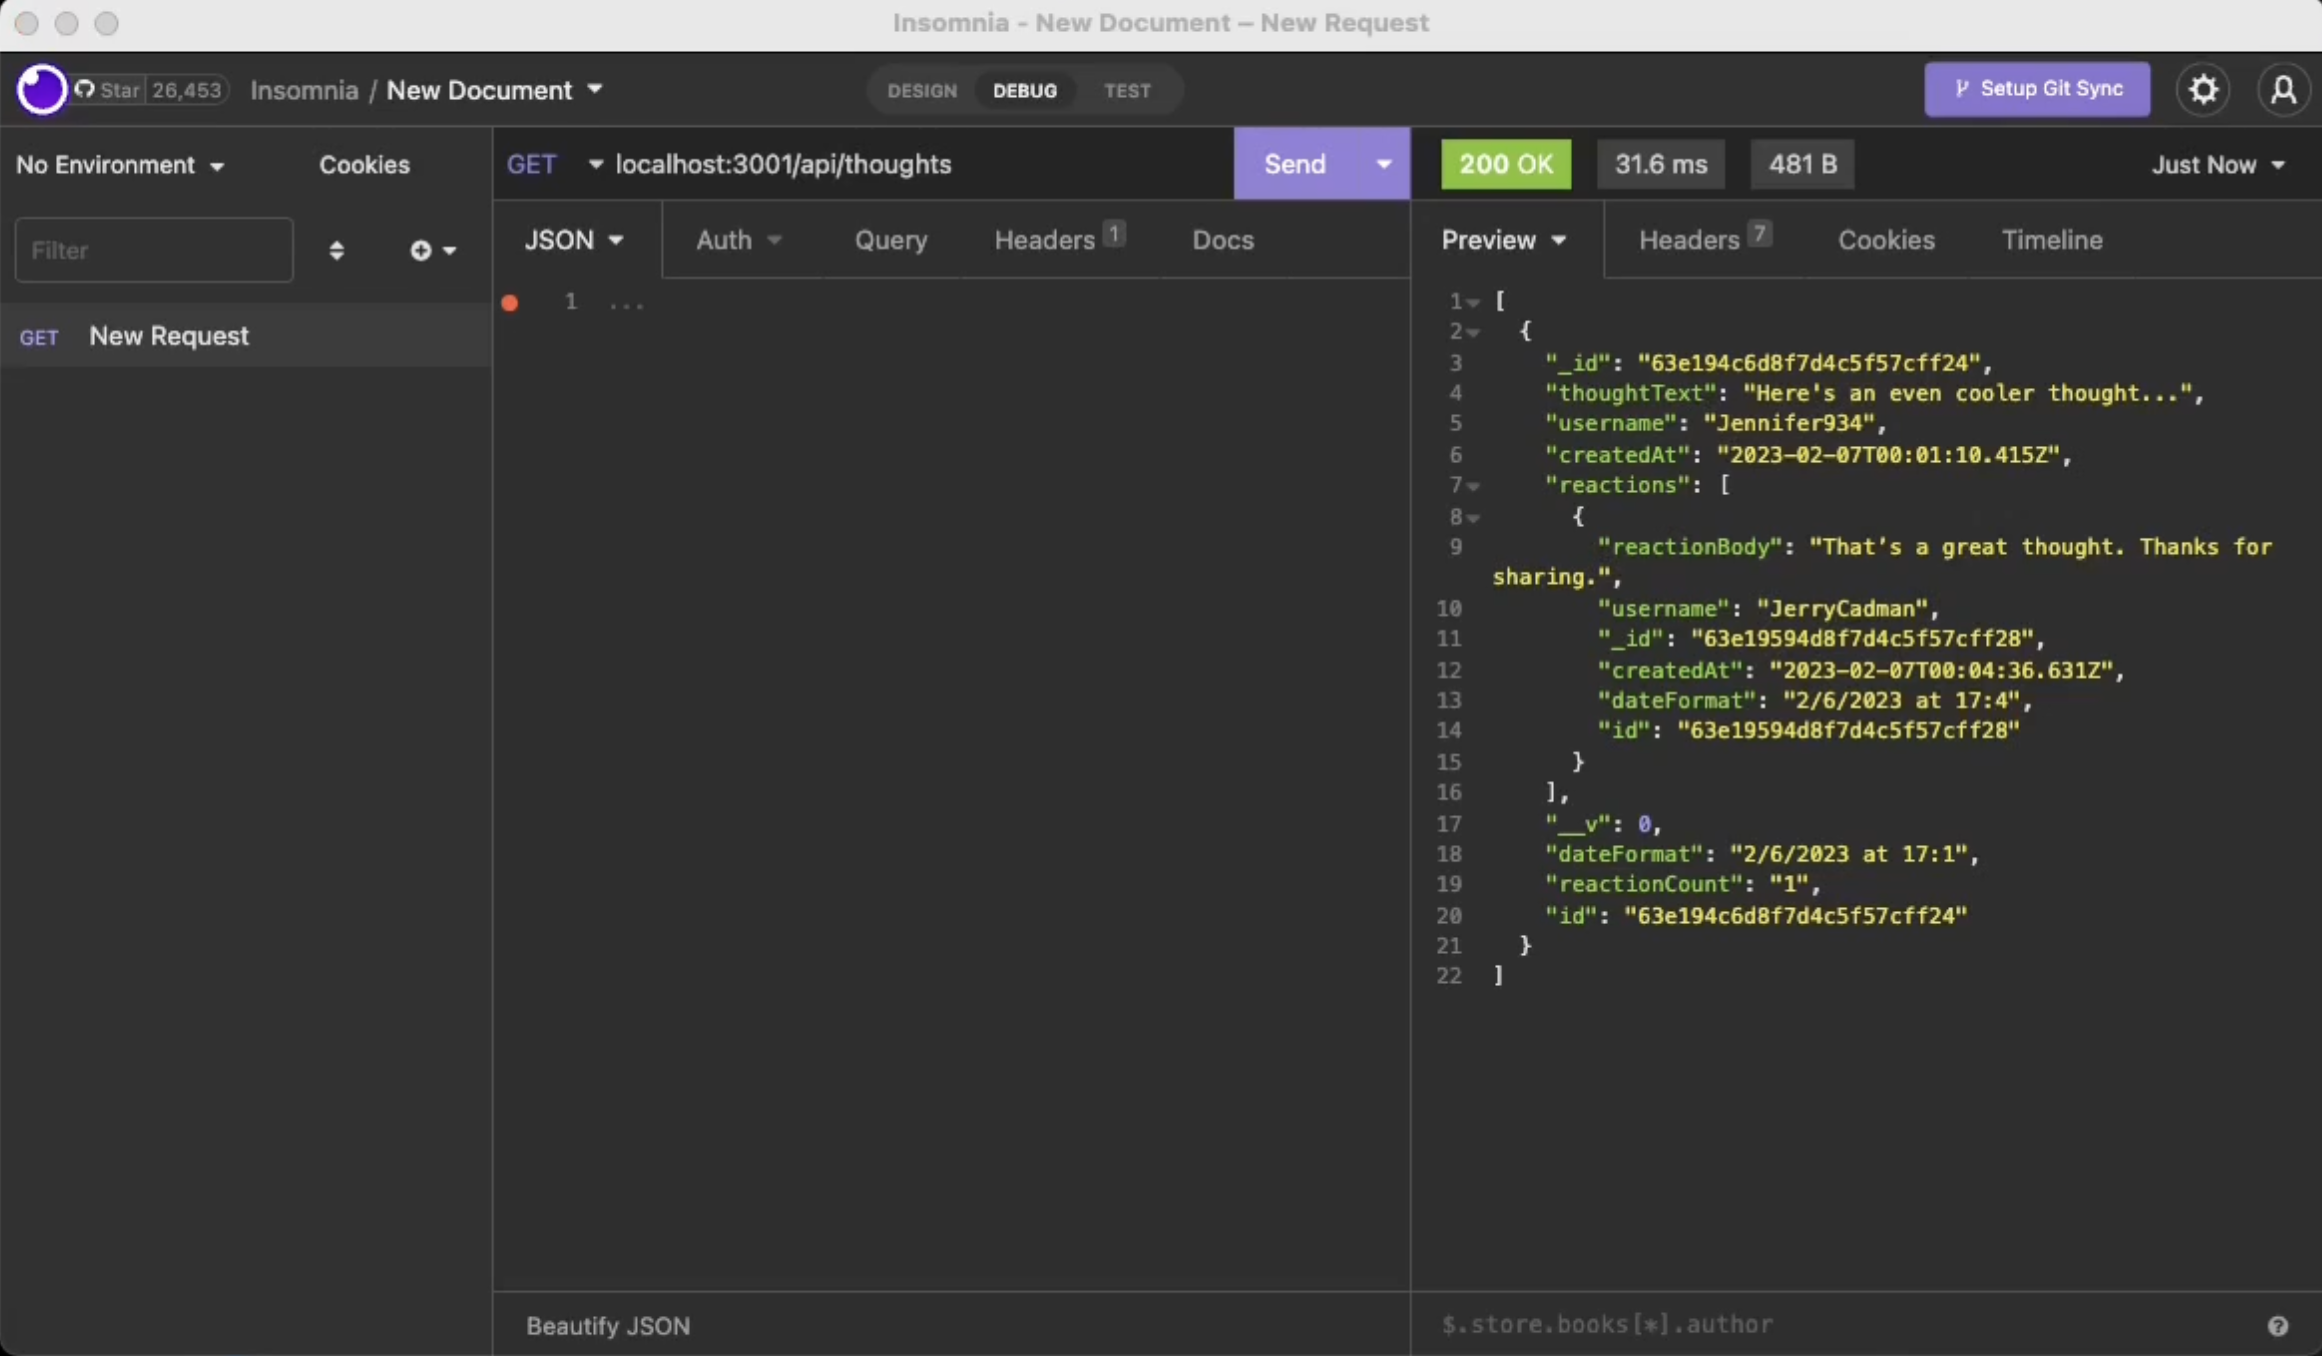 Insomnia - New Document – New Request
Star 26,453 Insomnia / New Document DESIGN DEBUG TEST Setup Git Sync
No Environment Cookies
Filter
GET New Request
GET localhost:3001/api/thoughts Send
JSON Auth Query Headers 1 Docs
1 ...
Beautify JSON
200 OK 31.6 ms 481 B Just Now
Preview Headers 7 Cookies Timeline
1 [
2 {
3 "_id": "63e194c6d8f7d4c5f57cff24",
4 "thoughtText": "Here's an even cooler thought...",
5 "username": "Jennifer934",
6 "createdAt": "2023-02-07T00:01:10.415Z",
7 "reactions": [
8 {
9 "reactionBody": "That's a great thought. Thanks for
sharing.",
10 "username": "JerryCadman",
11 "_id": "63e19594d8f7d4c5f57cff28",
12 "createdAt": "2023-02-07T00:04:36.631Z",
13 "dateFormat": "2/6/2023 at 17:4",
14 "id": "63e19594d8f7d4c5f57cff28"
15 }
16 ],
17 "__v": 0,
18 "dateFormat": "2/6/2023 at 17:1",
19 "reactionCount": "1",
20 "id": "63e194c6d8f7d4c5f57cff24"
21 }
22 ]
$.store.books[*].author